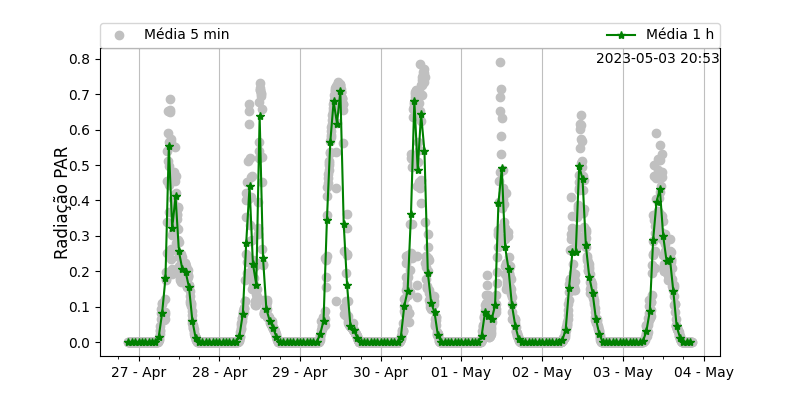 Média 5 min
Média 1 h
2023-05-03 20:53
Radiação PAR
0.8
0.7
0.6
0.5
0.4
0.3
0.2
0.1
0.0
27 - Apr
28 - Apr
29 - Apr
30 - Apr
01 - May
02 - May
03 - May
04 - May